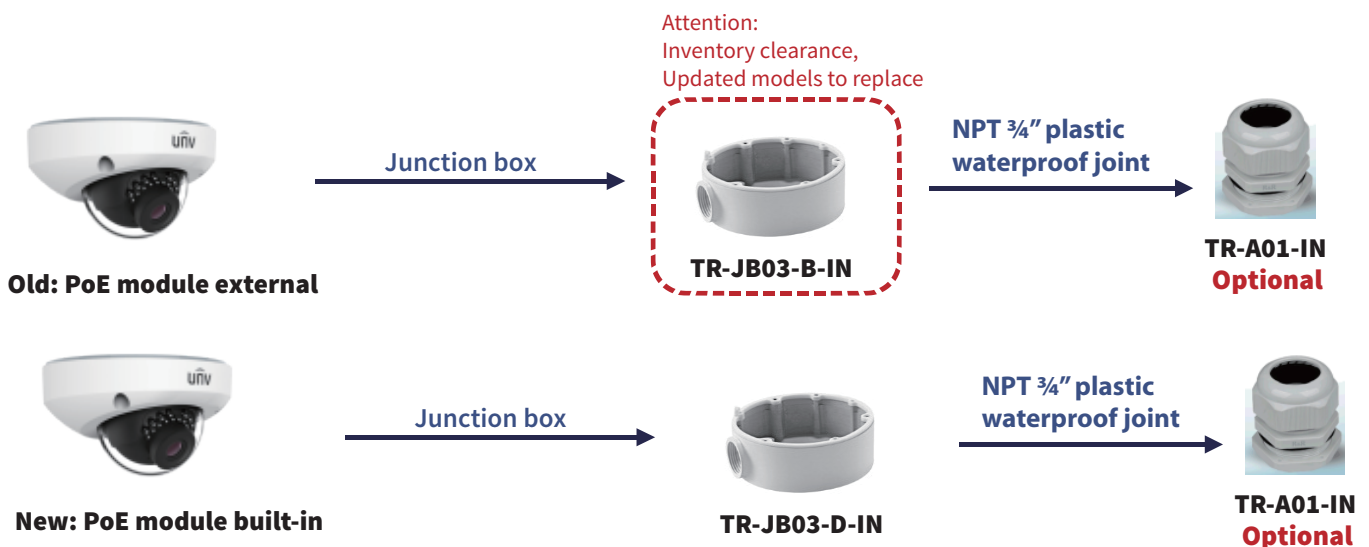 Attention:
Inventory clearance,
Updated models to replace
unv
Junction box
NPT ¾″ plastic
waterproof joint
TR-JB03-B-IN
TR-A01-IN
Optional
Old: PoE module external
unv
Junction box
NPT ¾″ plastic
waterproof joint
New: PoE module built-in
TR-JB03-D-IN
TR-A01-IN
Optional